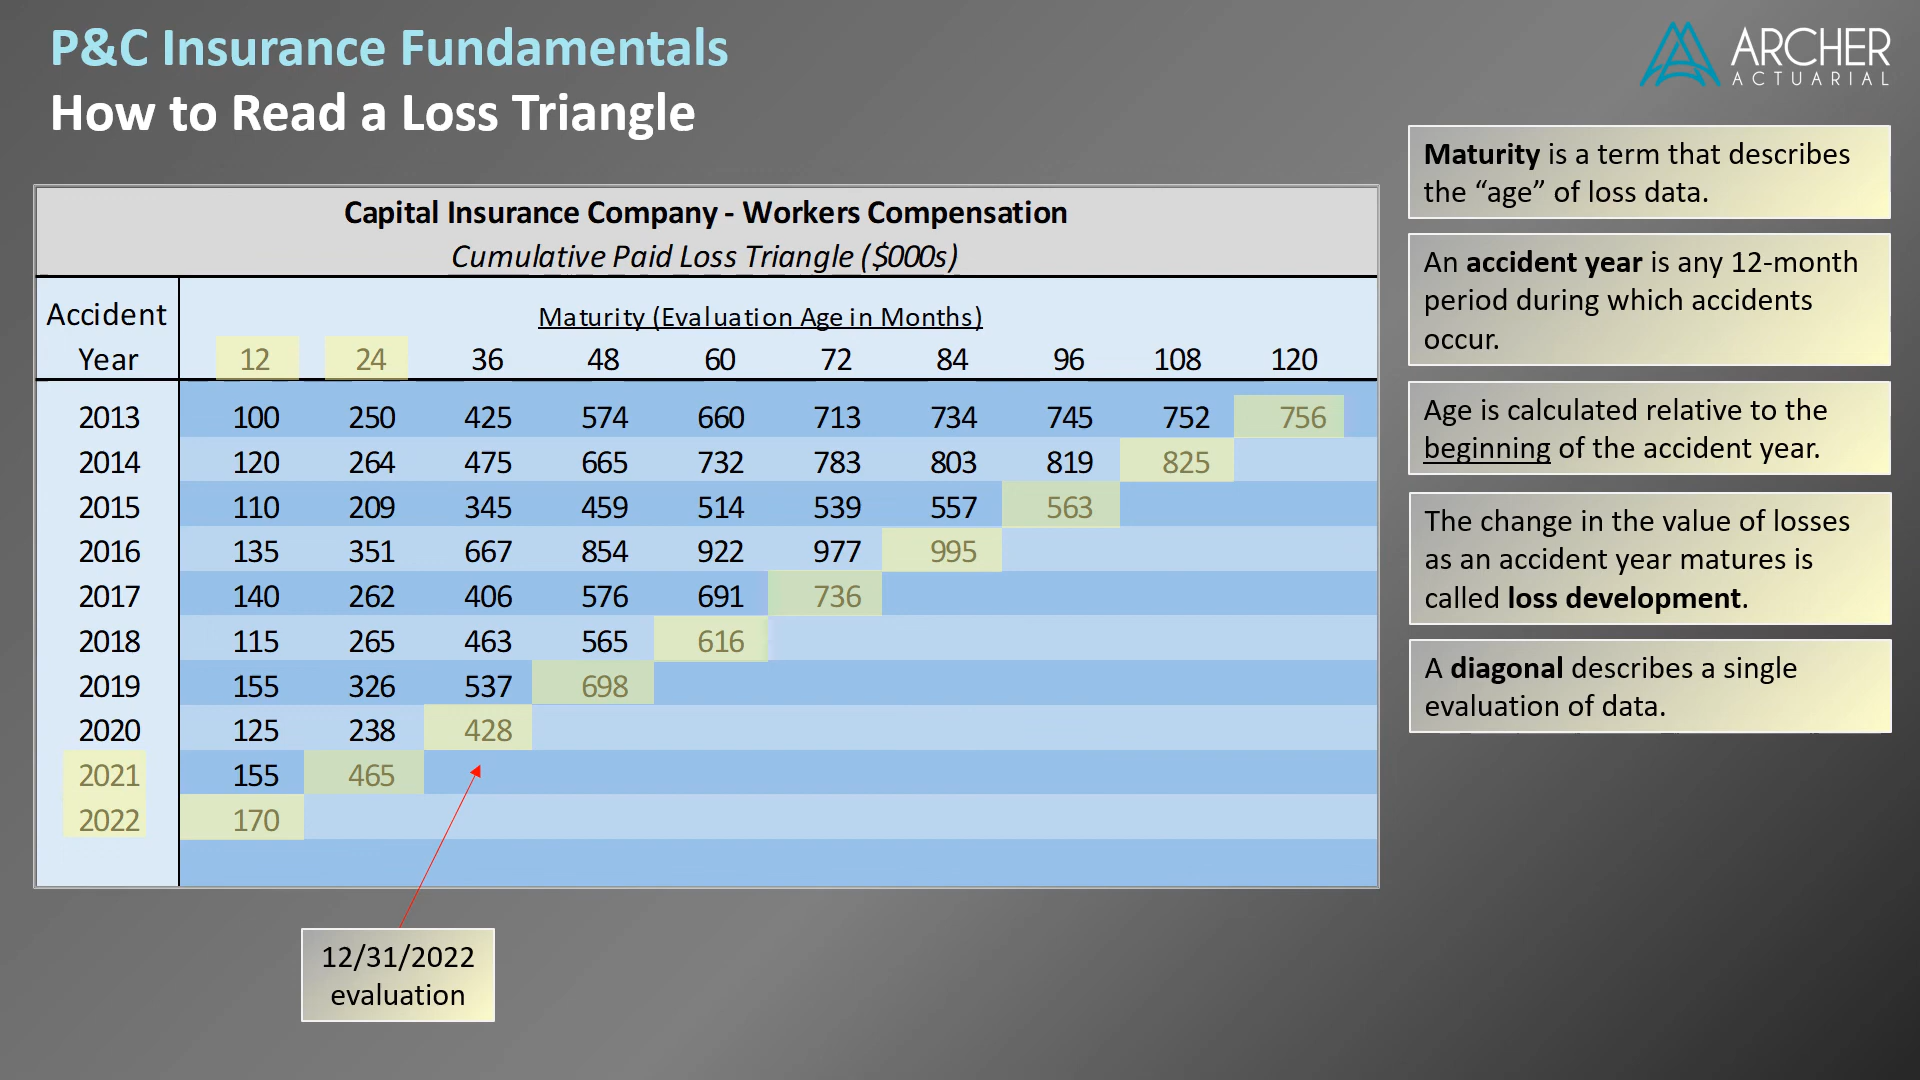 P&C Insurance Fundamentals
How to Read a Loss Triangle
ARCHER
ACTUARIAL
Capital Insurance Company - Workers Compensation
Cumulative Paid Loss Triangle ($000s)
Accident
Year
Maturity (Evaluation Age in Months)
12 24 36 48 60 72 84 96 108 120
2013 100 250 425 574 660 713 734 745 752 756
2014 120 264 475 665 732 783 803 819 825
2015 110 209 345 459 514 539 557 563
2016 135 351 667 854 922 977 995
2017 140 262 406 576 691 736
2018 115 265 463 565 616
2019 155 326 537 698
2020 125 238 428
2021 155 465
2022 170
12/31/2022
evaluation
Maturity is a term that describes
the “age” of loss data.
An accident year is any 12-month
period during which accidents
occur.
Age is calculated relative to the
beginning of the accident year.
The change in the value of losses
as an accident year matures is
called loss development.
A diagonal describes a single
evaluation of data.